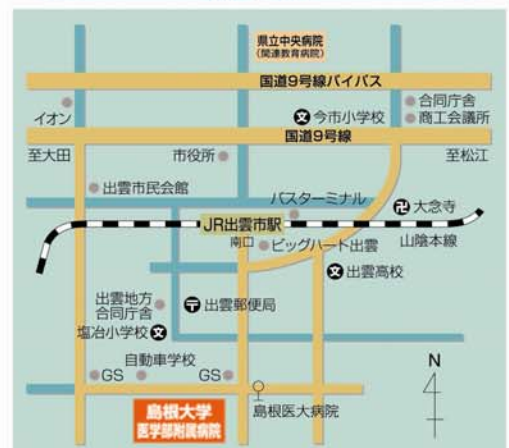 県立中央病院
(関連教育病院)
国道9号線バイパス
イオン
合同庁舎
今市小学校
商工会議所
国道9号線
至大田
市役所
至松江
出雲市民会館
バスターミナル
大念寺
JR出雲市駅
南口
ビッグハート出雲
山陰本線
出雲高校
出雲地方
合同庁舎
出雲郵便局
塩冶小学校
自動車学校
GS
GS
N
島根大学
医学部附属病院
島根医大病院